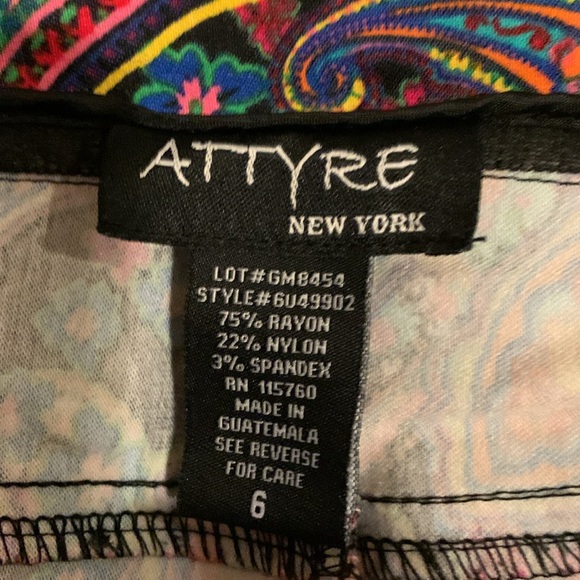 ATTYRE
NEW YORK
LOT#GM8454
STYLE#6U49902
75% RAYON
22% NYLON
3% SPANDEX
RN 115760
MADE IN
GUATEMALA
SEE REVERSE
FOR CARE
6